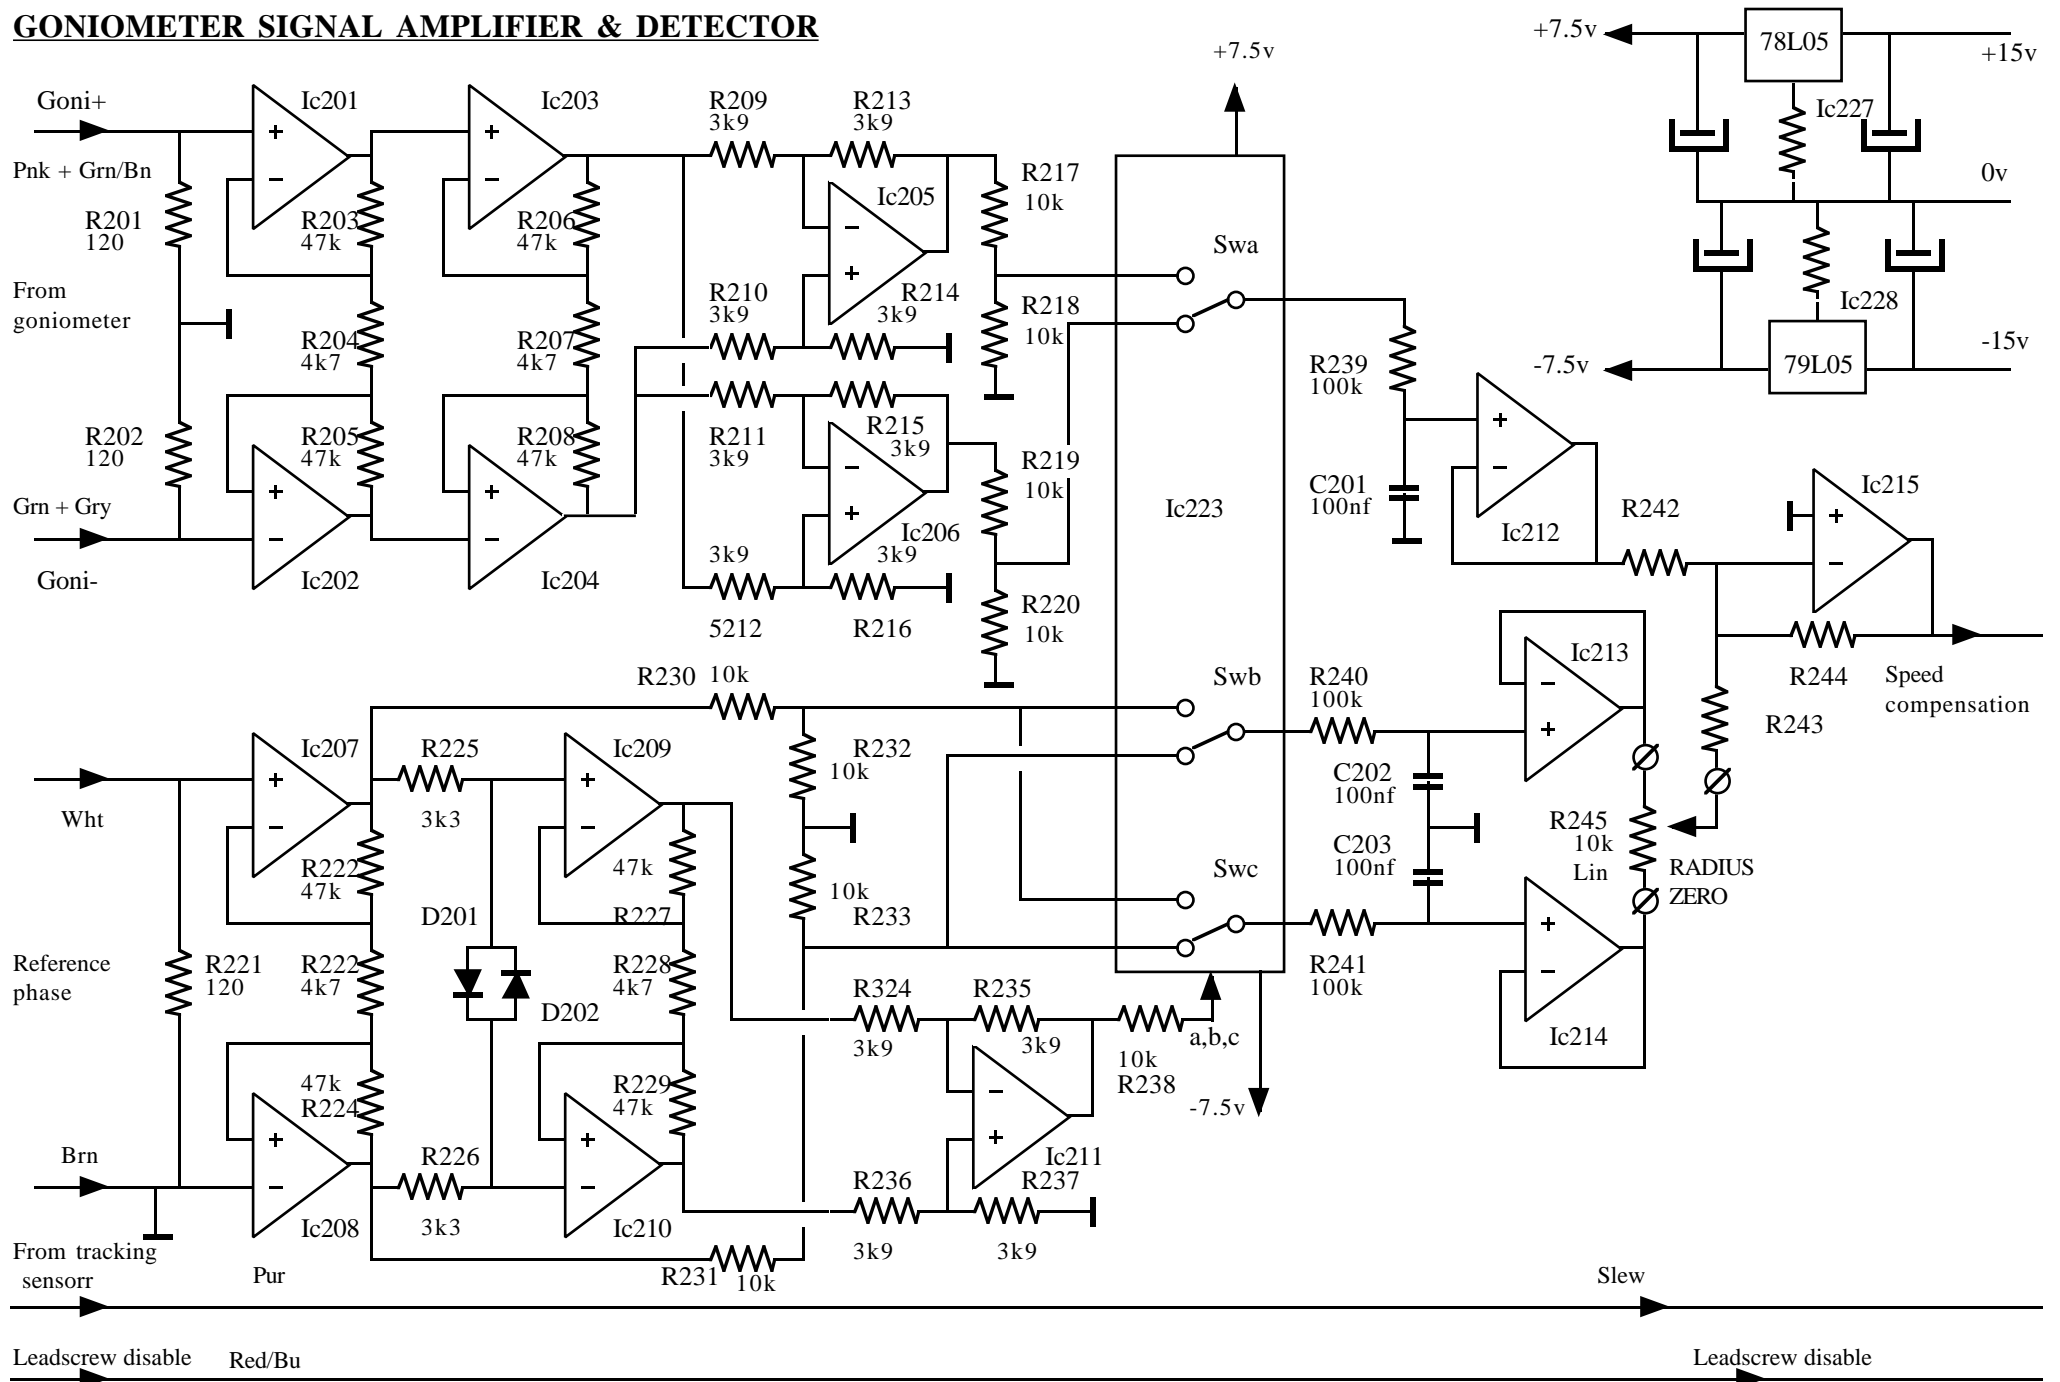 GONIOMETER SIGNAL AMPLIFIER & DETECTOR
Goni+
Pnk + Grn/Bn
R201
120
From
goniometer
R202
120
Grn + Gry
Goni-
Ic201
R203
47k
R204
4k7
R205
47k
Ic202
+
−
+
−
Ic203
R206
47k
R207
4k7
R208
47k
Ic204
+
−
+
−
R209
3k9
R213
3k9
Ic205
−
+
R210
3k9
R214
3k9
R211
3k9
R215
3k9
−
+
Ic206
3k9
3k9
5212
R216
R217
10k
R218
10k
R219
10k
R220
10k
+7.5v
Swa
Ic223
Swb
Swc
a,b,c
-7.5v
+7.5v
78L05
+15v
Ic227
0v
Ic228
-7.5v
79L05
-15v
R239
100k
C201
100nf
+
−
Ic212
R242
Ic215
+
−
R244
Speed
compensation
R243
R240
100k
C202
100nf
C203
100nf
R241
100k
Ic213
−
+
R245
10k
Lin
RADIUS
ZERO
+
−
Ic214
R230 10k
Wht
Ic207
+
−
R222
47k
Reference
phase
R221
120
R222
4k7
47k
R224
+
−
Ic208
Brn
From tracking
sensorr
R225
3k3
D201
D202
R226
3k3
Ic209
+
−
47k
R227
R228
4k7
R229
47k
+
−
Ic210
R232
10k
10k
R233
R324
3k9
R235
3k9
−
+
Ic211
R236
3k9
R237
3k9
10k
R238
R231 10k
Pur
Slew
Leadscrew disable Red/Bu
Leadscrew disable